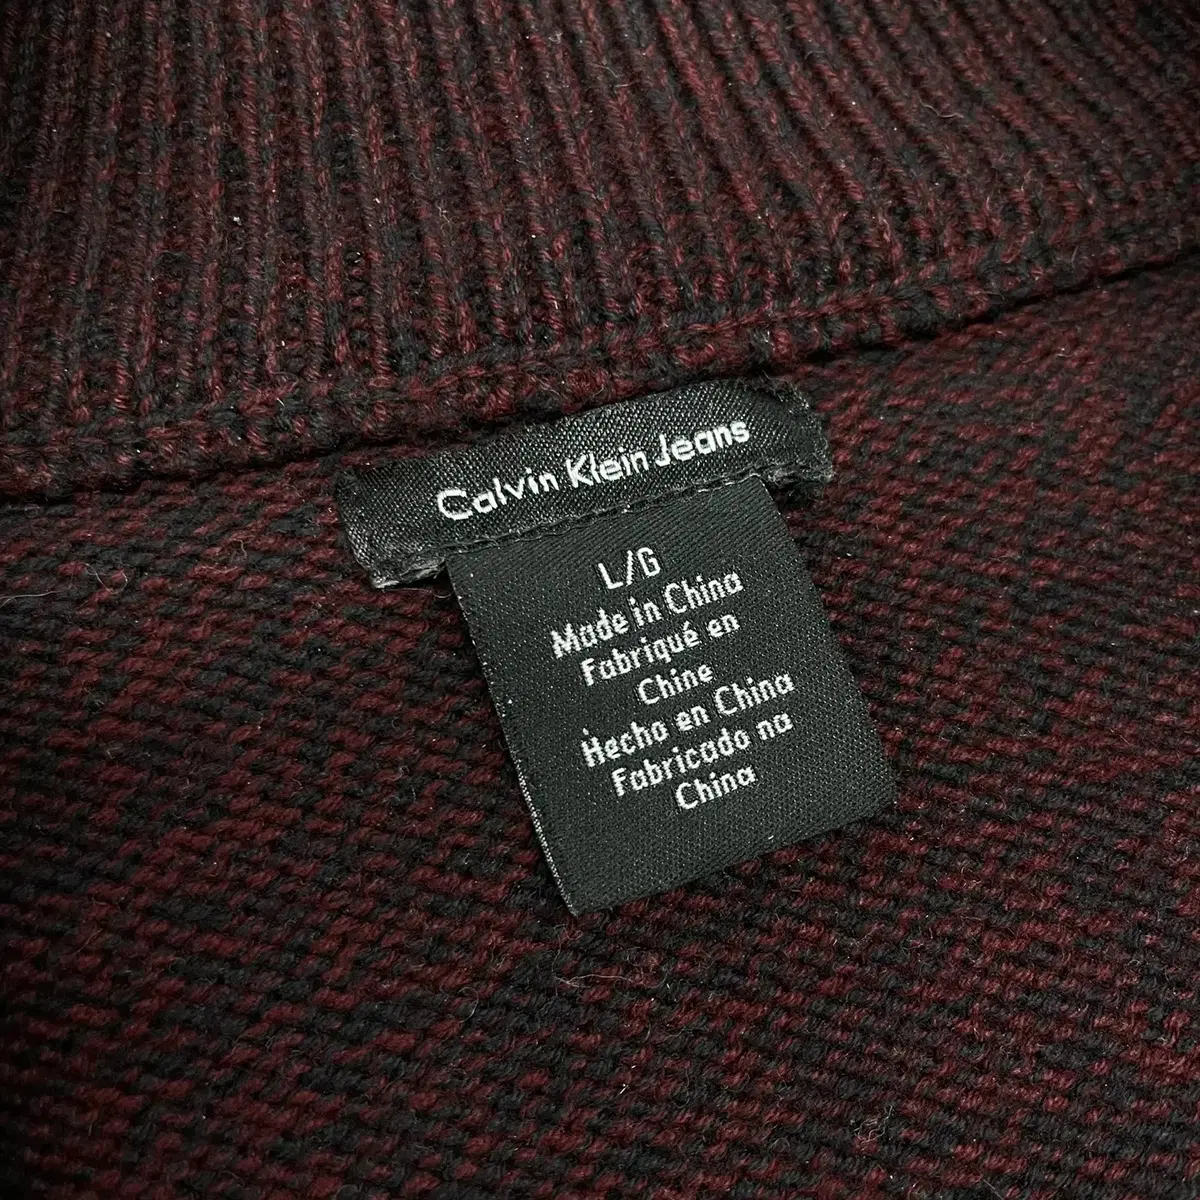 Calvin Klein Jeans
L/G
Made in China
Fabriqué en
Chine
Hecho en China
Fabricado na
China